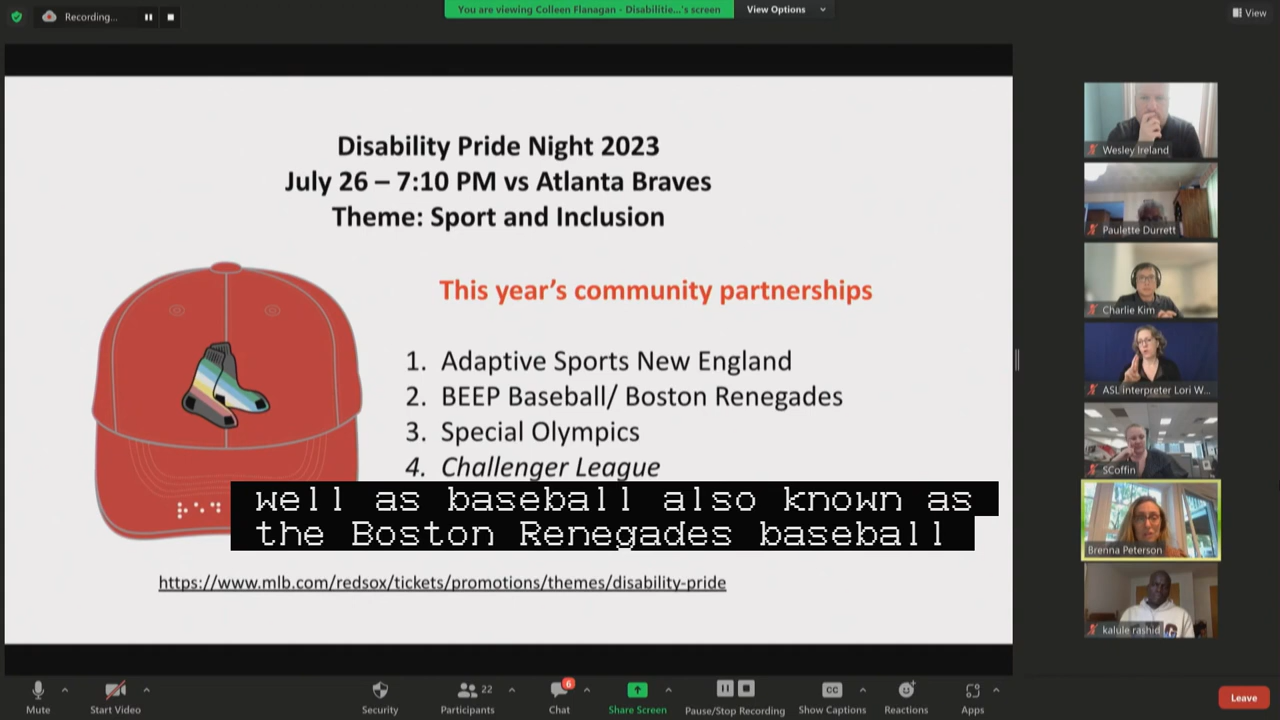 Recording...
You are viewing Colleen Flanagan - Disabilitie...'s screen
View Options
View
Disability Pride Night 2023
July 26 – 7:10 PM vs Atlanta Braves
Theme: Sport and Inclusion
This year's community partnerships
1. Adaptive Sports New England
2. BEEP Baseball/ Boston Renegades
3. Special Olympics
4. Challenger League
well as baseball also known as
the Boston Renegades baseball
https://www.mlb.com/redsox/tickets/promotions/themes/disability-pride
Wesley Ireland
Paulette Durrett
Charlie Kim
ASL Interpreter Lori W...
SCoffin
Brenna Peterson
kalule rashid
Mute
Start Video
Security
22
Participants
6
Chat
Share Screen
Pause/Stop Recording
CC
Show Captions
Reactions
Apps
Leave